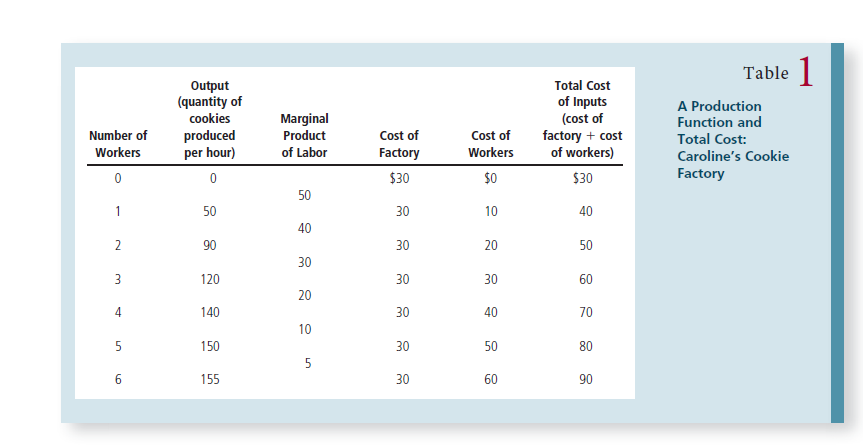 Table 1
A Production
Function and
Total Cost:
Caroline's Cookie
Factory
Number of Workers Output (quantity of cookies produced per hour) Marginal Product of Labor Cost of Factory Cost of Workers Total Cost of Inputs (cost of factory + cost of workers)
0 0 $30 $0 $30
50
1 50 30 10 40
40
2 90 30 20 50
30
3 120 30 30 60
20
4 140 30 40 70
10
5 150 30 50 80
5
6 155 30 60 90